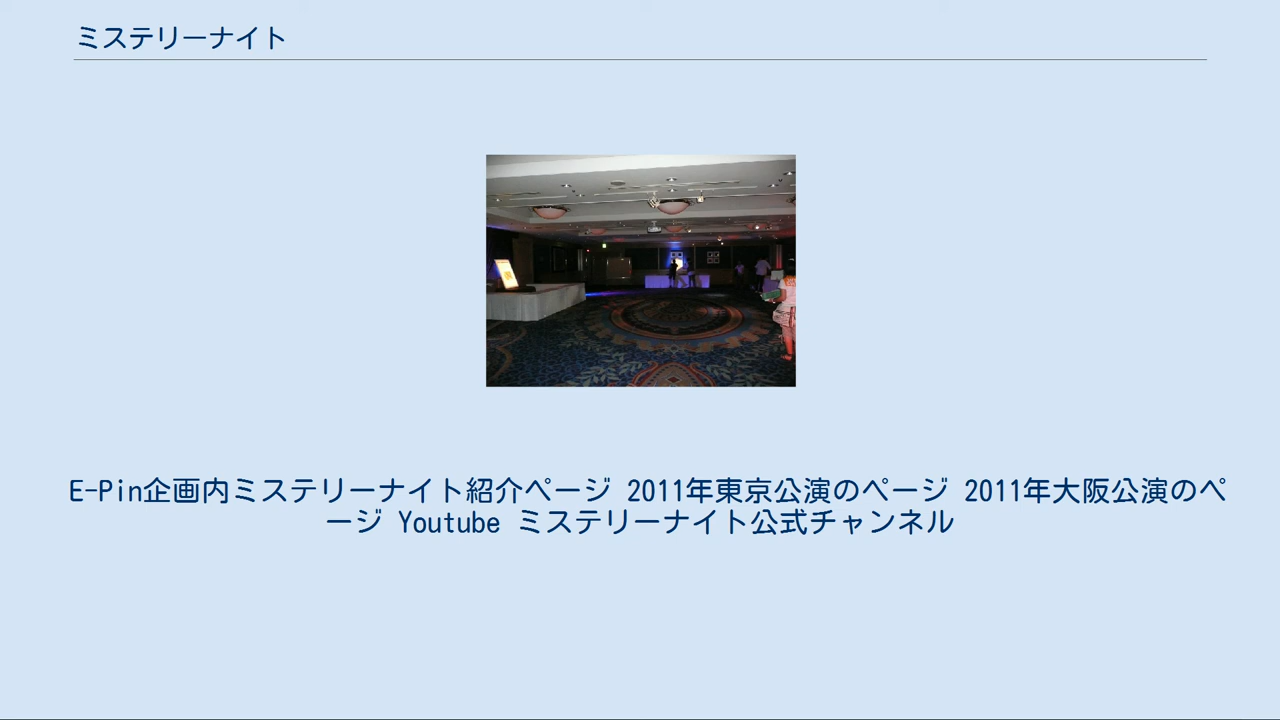 ミステリーナイト
E-Pin企画内ミステリーナイト紹介ページ 2011年東京公演のページ 2011年大阪公演のペ
ージ Youtube ミステリーナイト公式チャンネル